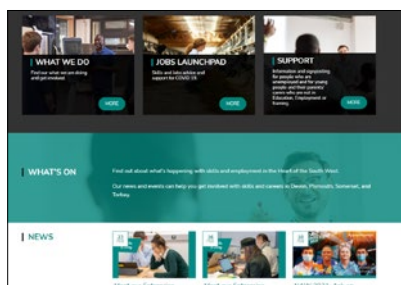 WHAT WE DO
Find out what we are doing
and get involved
MORE
JOBS LAUNCHPAD
Skills and jobs advice and
support for COVID-19.
MORE
SUPPORT
Information and signposting
for people who are
unemployed and for young
people and their parents/
carers who are not in
Education, Employment or
Training.
MORE
WHAT'S ON
Find out about what's happening with skills and employment in the Heart of the South West.
Our news and events can help you get involved with skills and careers in Devon, Plymouth, Somerset, and
Torbay.
NEWS